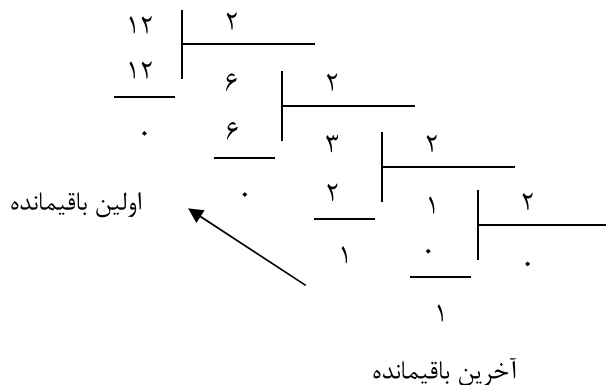 ۱۲ ۲
۱۲ ۶ ۲
۰ ۶ ۳ ۲
۰ ۲ ۱ ۲
۱ ۰ ۰
۱
اولین باقیمانده
آخرین باقیمانده